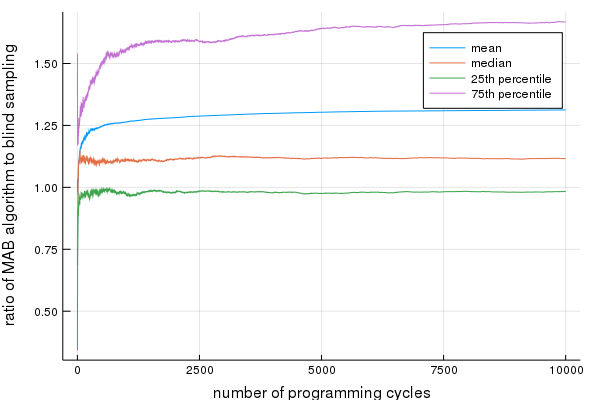 ratio of MAB algorithm to blind sampling
1.50
1.25
1.00
0.75
0.50
mean
median
25th percentile
75th percentile
0
2500
5000
7500
10000
number of programming cycles